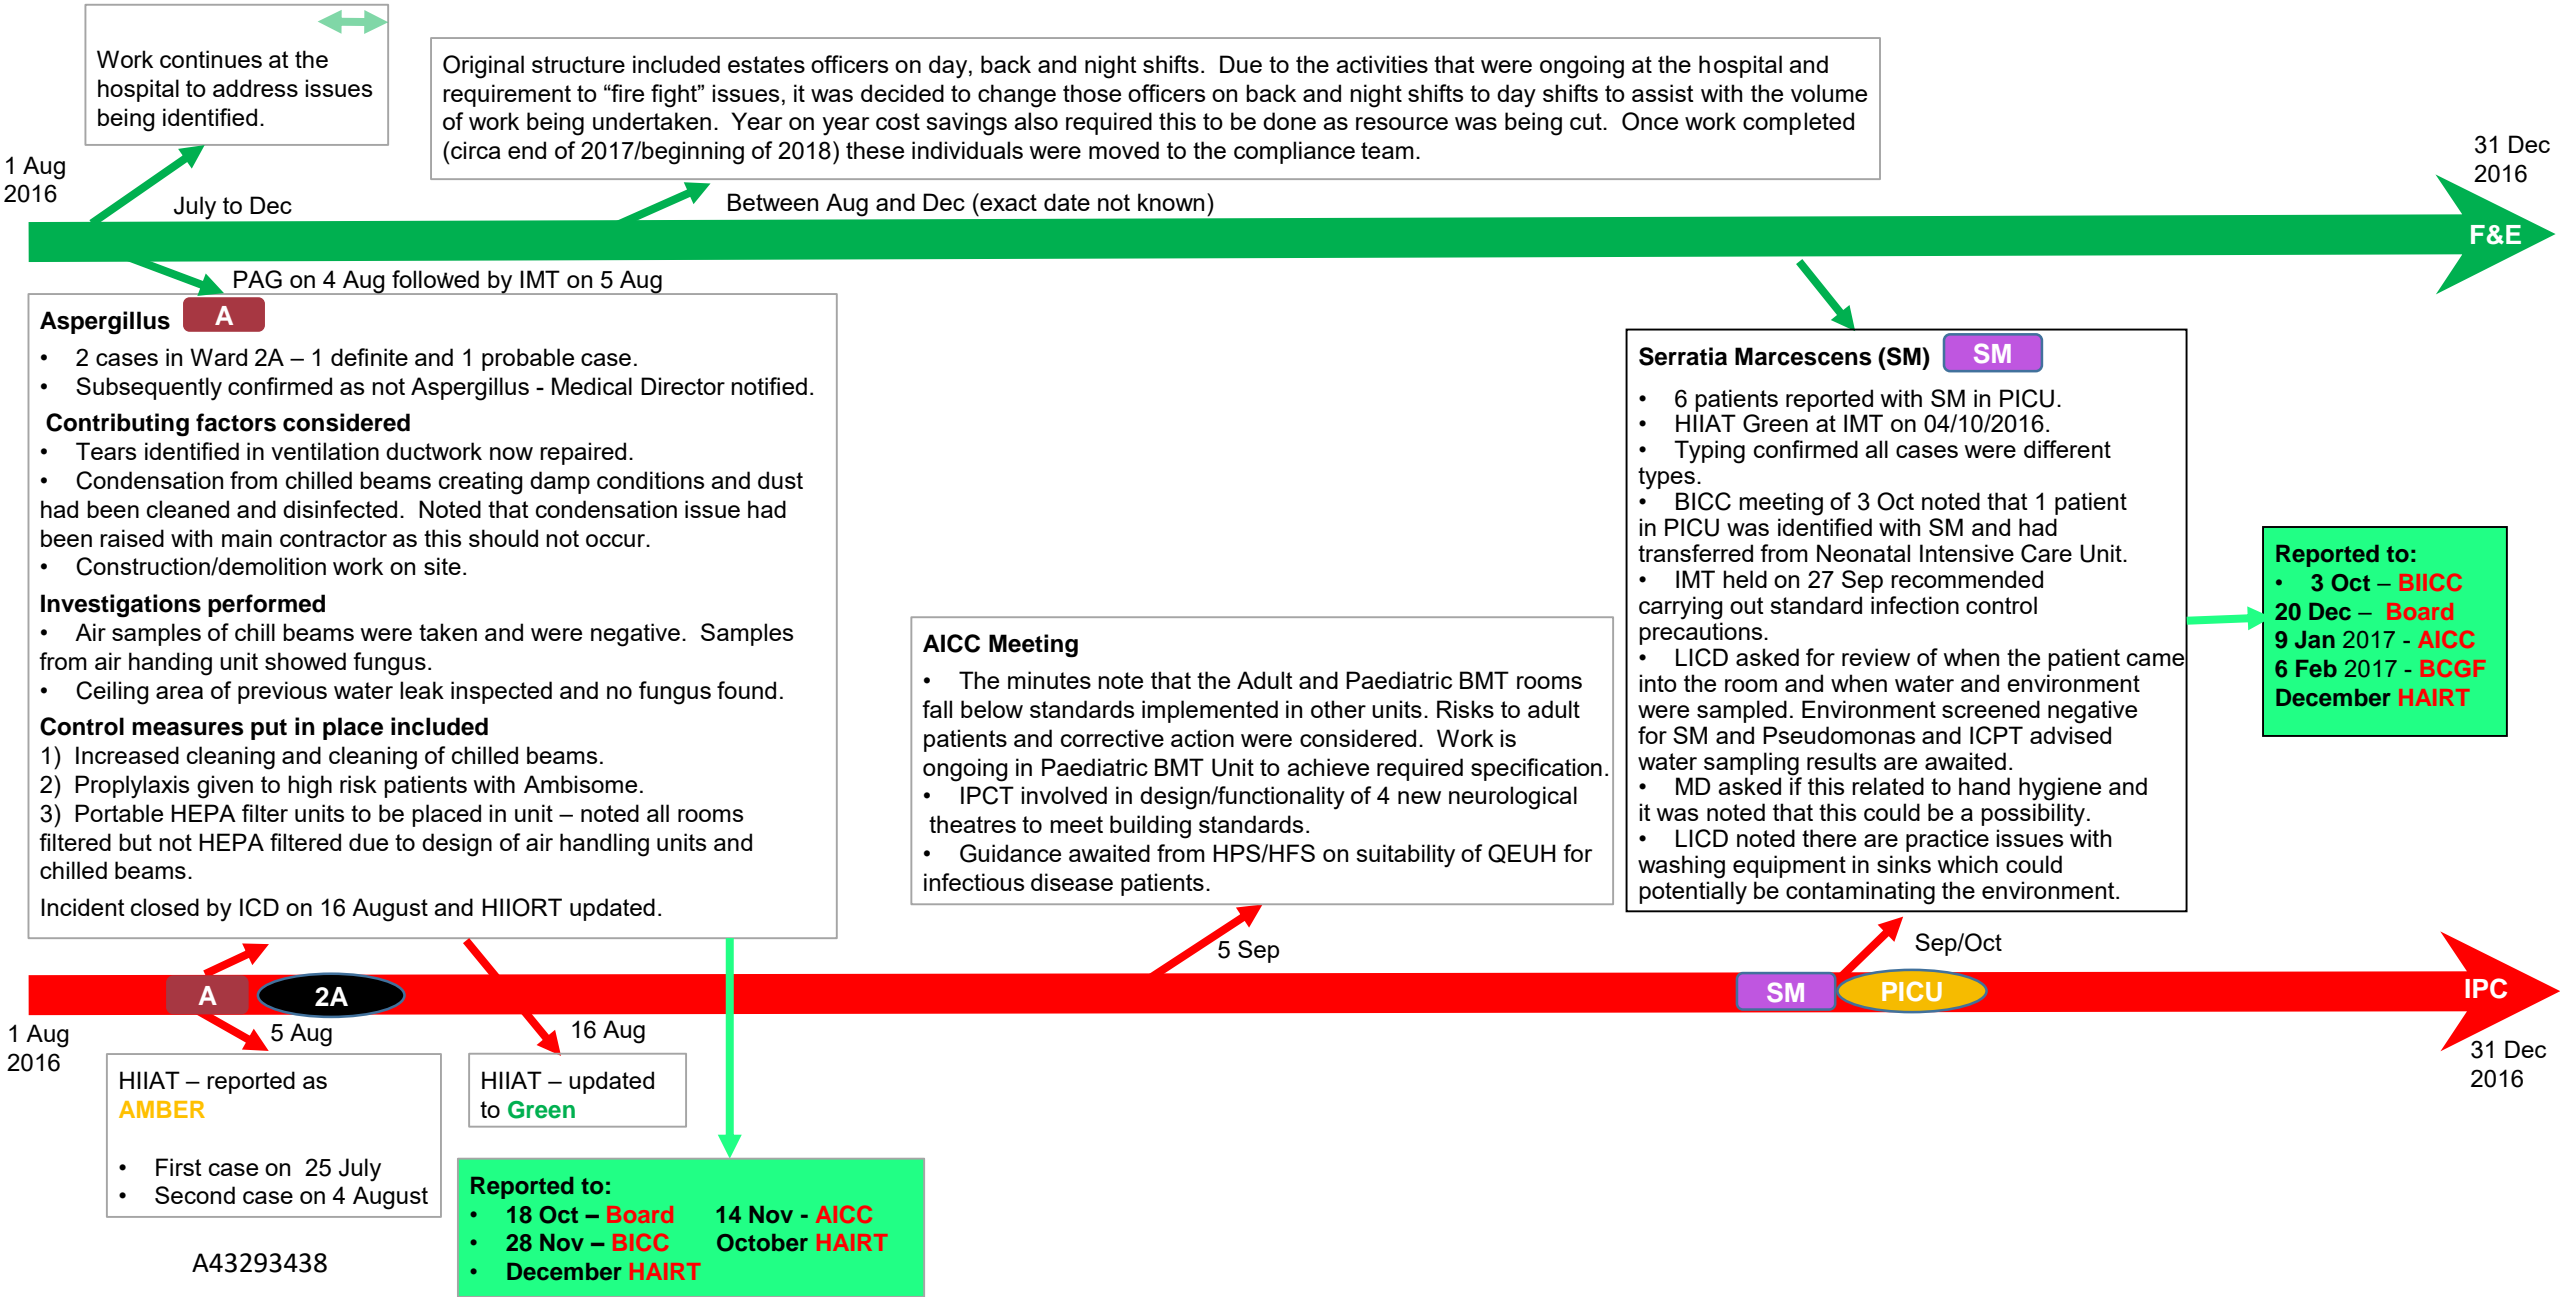 Work continues at the
hospital to address issues
being identified.
Original structure included estates officers on day, back and night shifts. Due to the activities that were ongoing at the hospital and
requirement to “fire fight” issues, it was decided to change those officers on back and night shifts to day shifts to assist with the volume
of work being undertaken. Year on year cost savings also required this to be done as resource was being cut. Once work completed
(circa end of 2017/beginning of 2018) these individuals were moved to the compliance team.
1 Aug
2016
31 Dec
2016
July to Dec
Between Aug and Dec (exact date not known)
F&E
PAG on 4 Aug followed by IMT on 5 Aug
Aspergillus A
• 2 cases in Ward 2A – 1 definite and 1 probable case.
• Subsequently confirmed as not Aspergillus - Medical Director notified.
Contributing factors considered
• Tears identified in ventilation ductwork now repaired.
• Condensation from chilled beams creating damp conditions and dust
had been cleaned and disinfected. Noted that condensation issue had
been raised with main contractor as this should not occur.
• Construction/demolition work on site.
Investigations performed
• Air samples of chill beams were taken and were negative. Samples
from air handing unit showed fungus.
• Ceiling area of previous water leak inspected and no fungus found.
Control measures put in place included
1) Increased cleaning and cleaning of chilled beams.
2) Proplylaxis given to high risk patients with Ambisome.
3) Portable HEPA filter units to be placed in unit – noted all rooms
filtered but not HEPA filtered due to design of air handling units and
chilled beams.
Incident closed by ICD on 16 August and HIIORT updated.
AICC Meeting
• The minutes note that the Adult and Paediatric BMT rooms
fall below standards implemented in other units. Risks to adult
patients and corrective action were considered. Work is
ongoing in Paediatric BMT Unit to achieve required specification.
• IPCT involved in design/functionality of 4 new neurological
theatres to meet building standards.
• Guidance awaited from HPS/HFS on suitability of QEUH for
infectious disease patients.
Serratia Marcescens (SM) SM
• 6 patients reported with SM in PICU.
• HIIAT Green at IMT on 04/10/2016.
• Typing confirmed all cases were different
types.
• BICC meeting of 3 Oct noted that 1 patient
in PICU was identified with SM and had
transferred from Neonatal Intensive Care Unit.
• IMT held on 27 Sep recommended
carrying out standard infection control
precautions.
• LICD asked for review of when the patient came
into the room and when water and environment
were sampled. Environment screened negative
for SM and Pseudomonas and ICPT advised
water sampling results are awaited.
• MD asked if this related to hand hygiene and
it was noted that this could be a possibility.
• LICD noted there are practice issues with
washing equipment in sinks which could
potentially be contaminating the environment.
Reported to:
• 3 Oct – BIICC
20 Dec – Board
9 Jan 2017 - AICC
6 Feb 2017 - BCGF
December HAIRT
5 Sep
Sep/Oct
A
2A
SM
PICU
IPC
1 Aug
2016
5 Aug
16 Aug
31 Dec
2016
HIIAT – reported as
AMBER
• First case on 25 July
• Second case on 4 August
HIIAT – updated
to Green
Reported to:
• 18 Oct – Board 14 Nov - AICC
• 28 Nov – BICC October HAIRT
• December HAIRT
A43293438